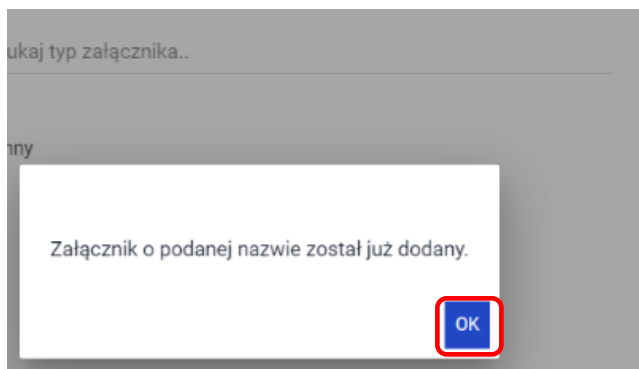 ukaj typ załącznika..
nny
Załącznik o podanej nazwie został już dodany.
OK